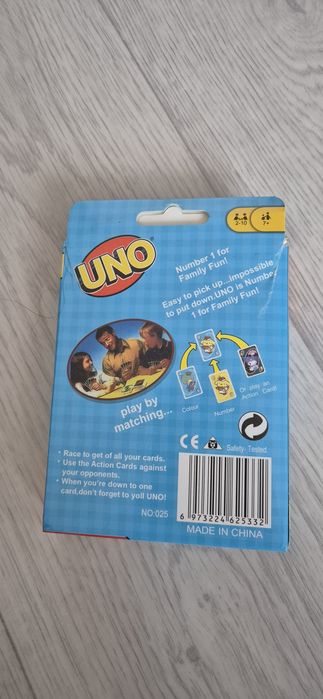 2-10
7+
UNO
Number 1 for
Family Fun!
Easy to pick up...Impossible
to put down.UNO is Number
1 for Family Fun!
play by
matching...
Colour
Number
Or play an
Action Card!
CE
Safety- Tested
· Race to get of all your cards.
· Use the Action Cards against
your opponents.
· When you're down to one
card,don't forget to yoll UNO!
NO:025
6 973224 625332
MADE IN CHINA